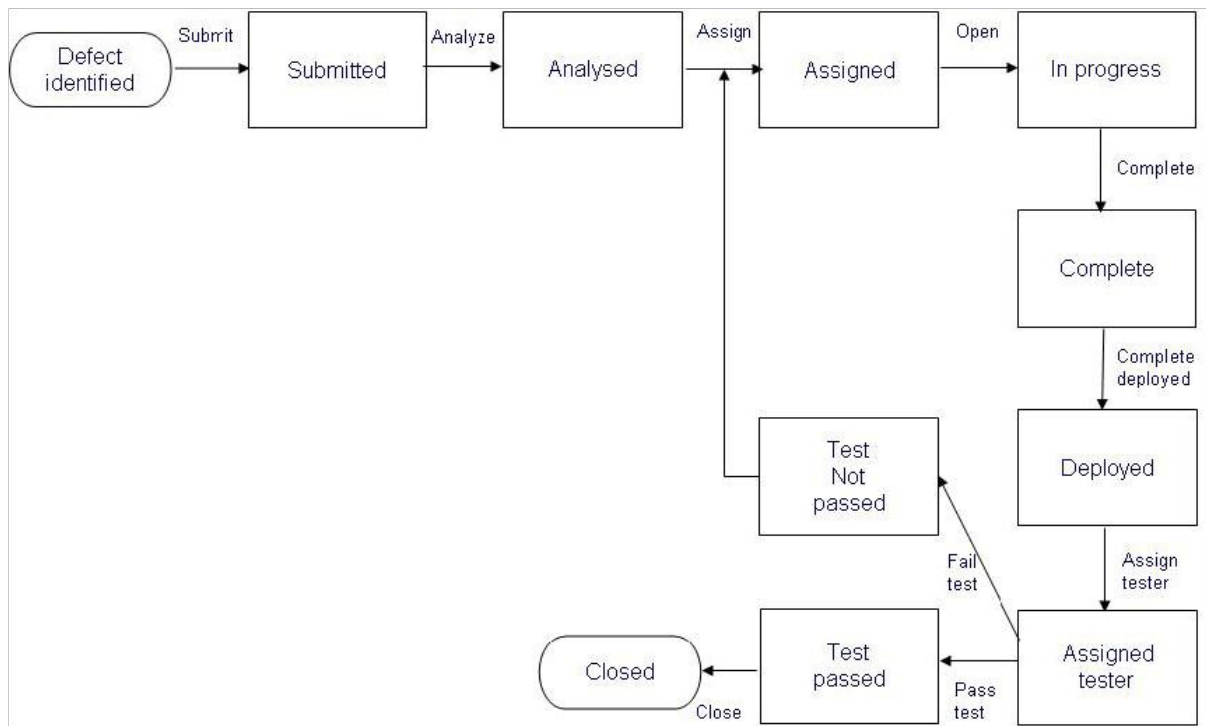 Submit
Analyze
Assign
Open
Defect
identified
Submitted
Analysed
Assigned
In progress
Complete
Complete
Complete
deployed
Test
Not
passed
Deployed
Fail
test
Assign
tester
Closed
Close
Test
passed
Pass
test
Assigned
tester